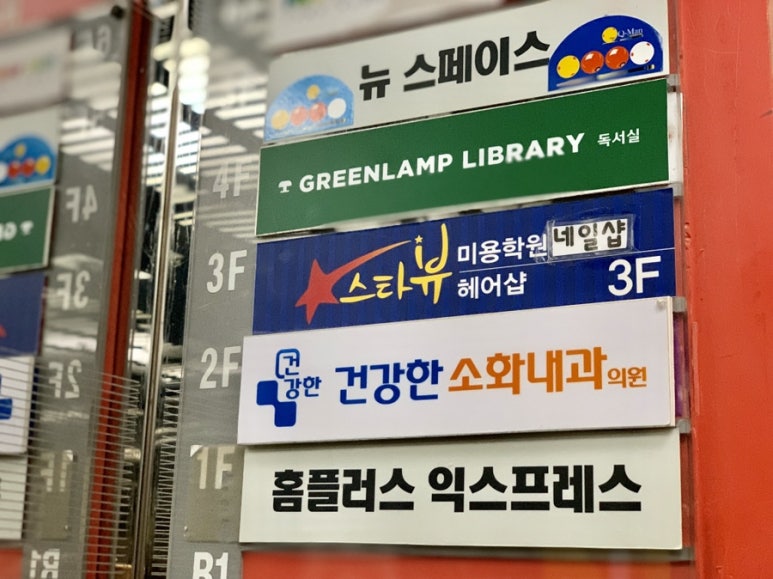 뉴 스페이스
Q-Man
4F GREENLAMP LIBRARY 독서실
3F 스타뷰 미용학원 네일샵
헤어샵 3F
2F 건강한 건강한 소화내과의원
1F 홈플러스 익스프레스
B1